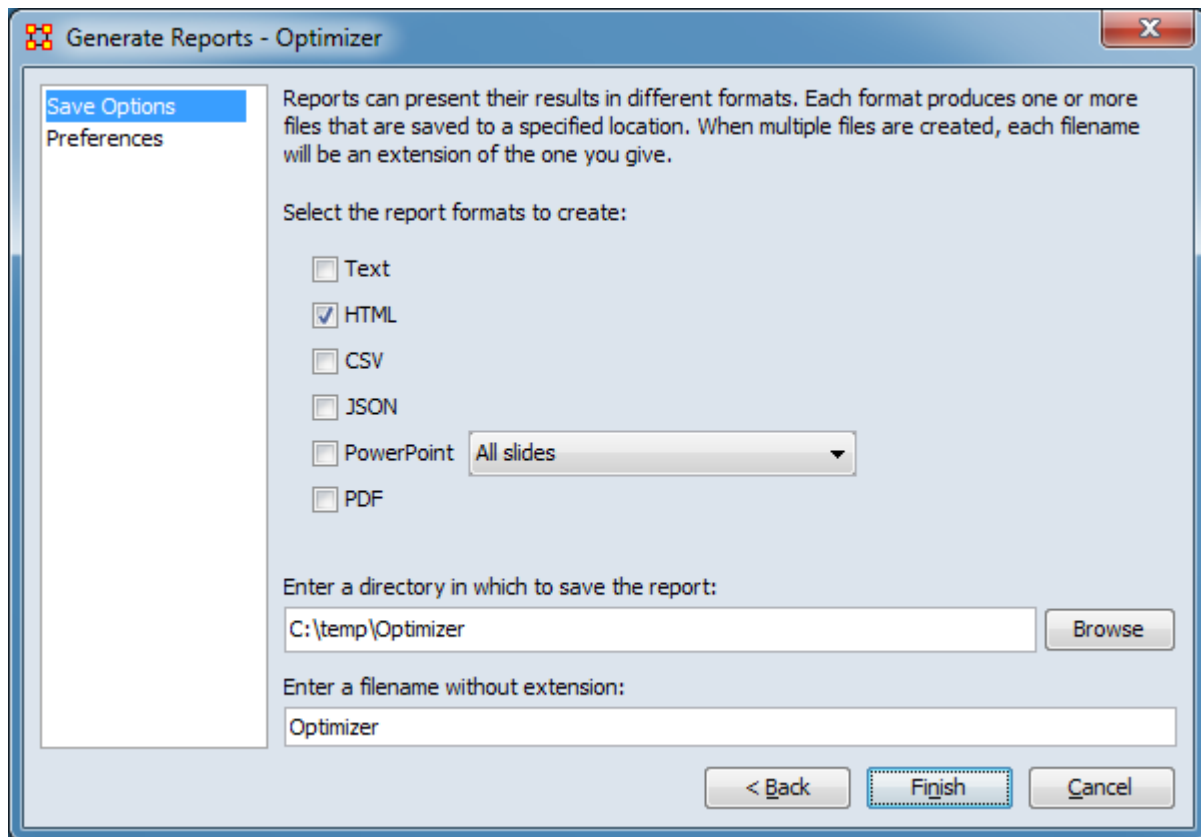 Generate Reports - Optimizer
Save Options
Preferences
Reports can present their results in different formats. Each format produces one or more
files that are saved to a specified location. When multiple files are created, each filename
will be an extension of the one you give.
Select the report formats to create:
Text
HTML
CSV
JSON
PowerPoint All slides
PDF
Enter a directory in which to save the report:
C:\temp\Optimizer Browse
Enter a filename without extension:
Optimizer
< Back Finish Cancel